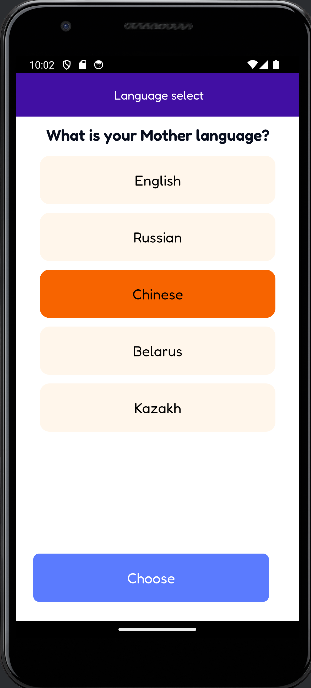 10:02
Language select
What is your Mother language?
English
Russian
Chinese
Belarus
Kazakh
Choose